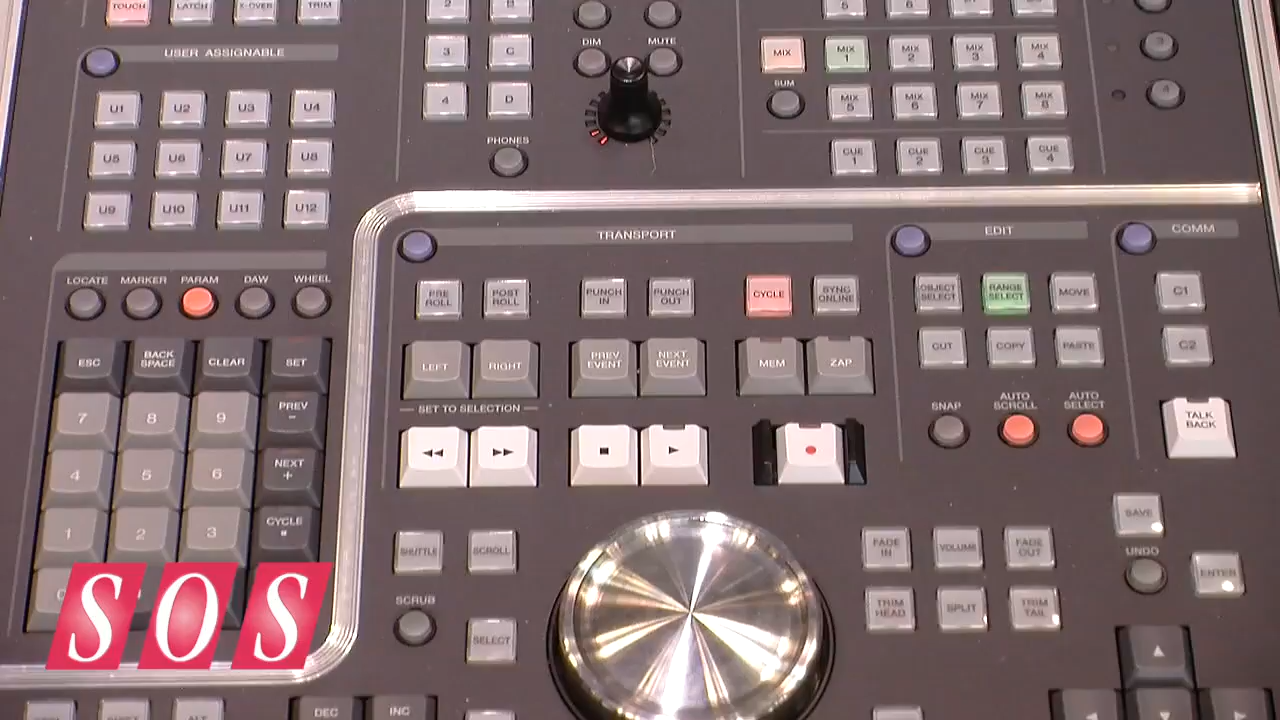 TOUCH LATCH X-OVER TRIM
2 B
5 6
USER ASSIGNABLE
3 C
DIM MUTE
MIX MIX 1 MIX 2 MIX 3 MIX 4
3
U1 U2 U3 U4
4 D
SUM
MIX 5 MIX 6 MIX 7 MIX 8
4
U5 U6 U7 U8
PHONES
CUE 1 CUE 2 CUE 3 CUE 4
U9 U10 U11 U12
TRANSPORT
EDIT
COMM
LOCATE MARKER PARAM DAW WHEEL
PRE ROLL POST ROLL PUNCH IN PUNCH OUT CYCLE SYNC ONLINE
OBJECT SELECT RANGE SELECT MOVE
C1
ESC BACK SPACE CLEAR SET
LEFT RIGHT PREV EVENT NEXT EVENT MEM ZAP
CUT COPY PASTE
C2
SET TO SELECTION
7 8 9 PREV −
SNAP AUTO SCROLL AUTO SELECT
TALK BACK
4 5 6 NEXT +
1 2 3 CYCLE
SHUTTLE SCROLL
FADE IN VOLUME FADE OUT
SAVE
UNDO
ENTER
SCRUB
SELECT
TRIM HEAD SPLIT TRIM TAIL
SOS
SHIFT ALT
DEC INC